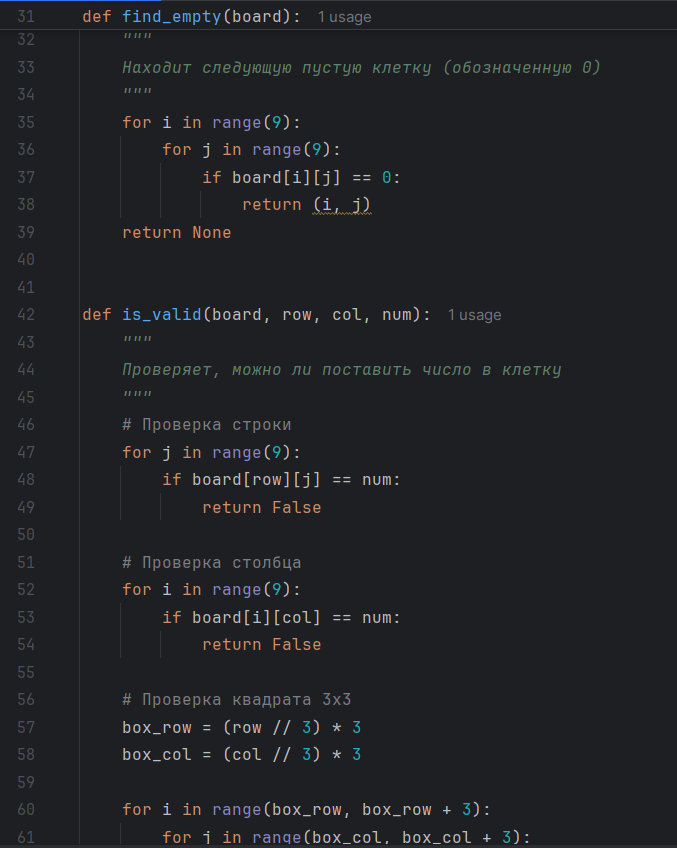 31 def find_empty(board): 1 usage
32 """
33 Находит следующую пустую клетку (обозначенную 0)
34 """
35 for i in range(9):
36 for j in range(9):
37 if board[i][j] == 0:
38 return (i, j)
39 return None
40
41
42 def is_valid(board, row, col, num): 1 usage
43 """
44 Проверяет, можно ли поставить число в клетку
45 """
46 # Проверка строки
47 for j in range(9):
48 if board[row][j] == num:
49 return False
50
51 # Проверка столбца
52 for i in range(9):
53 if board[i][col] == num:
54 return False
55
56 # Проверка квадрата 3x3
57 box_row = (row // 3) * 3
58 box_col = (col // 3) * 3
59
60 for i in range(box_row, box_row + 3):
61 for j in range(box_col, box_col + 3):